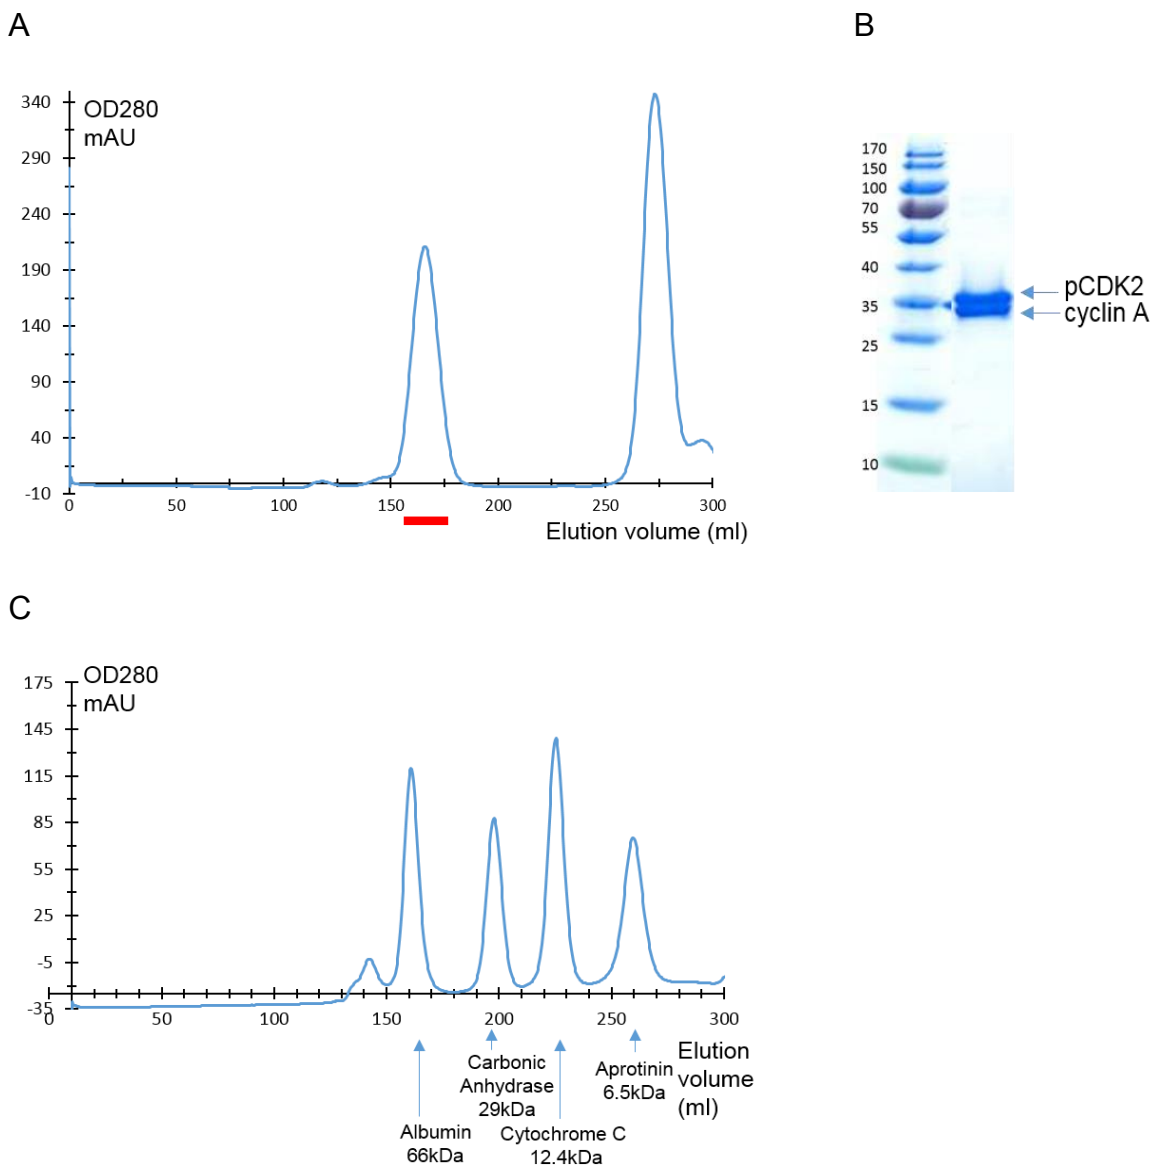 A
B
OD280
mAU
340
290
240
190
140
90
40
-10
0
50
100
150
200
250
300
Elution volume (ml)
170
150
100
70
55
40
35
25
15
10
pCDK2
cyclin A
C
OD280
mAU
175
145
115
85
55
25
-5
-35
0
50
100
150
200
250
300
Elution
volume
(ml)
Carbonic
Anhydrase
29kDa
Aprotinin
6.5kDa
Albumin
66kDa
Cytochrome C
12.4kDa